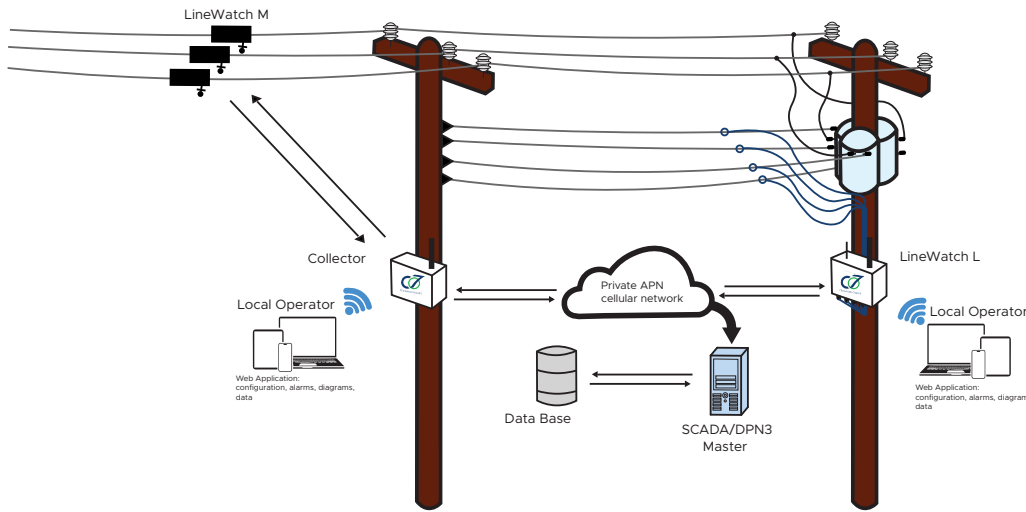 LineWatch M
Collector
LineWatch L
Private APN
cellular network
Local Operator
Local Operator
Web Application:
configuration, alarms, diagrams,
data
Web Application:
configuration, alarms, diagram
data
Data Base
SCADA/DPN3
Master